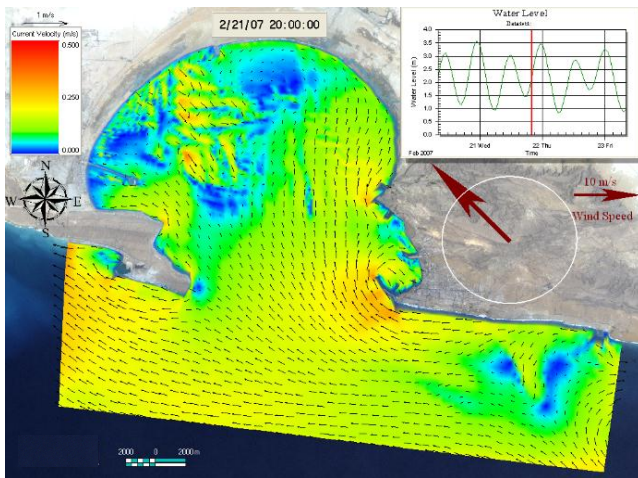 2/21/07 20:00:00
1 m/s
Current Velocity (m/s)
0.500
0.250
0.000
N
W E
S
Water Level
Water Level (m)
4.0
3.5
3.0
2.5
2.0
1.5
1.0
0.5
0.0
21 Wed 22 Thu 23 Fri
Feb 2007
Time
10 m/s
Wind Speed
2000 0 2000m